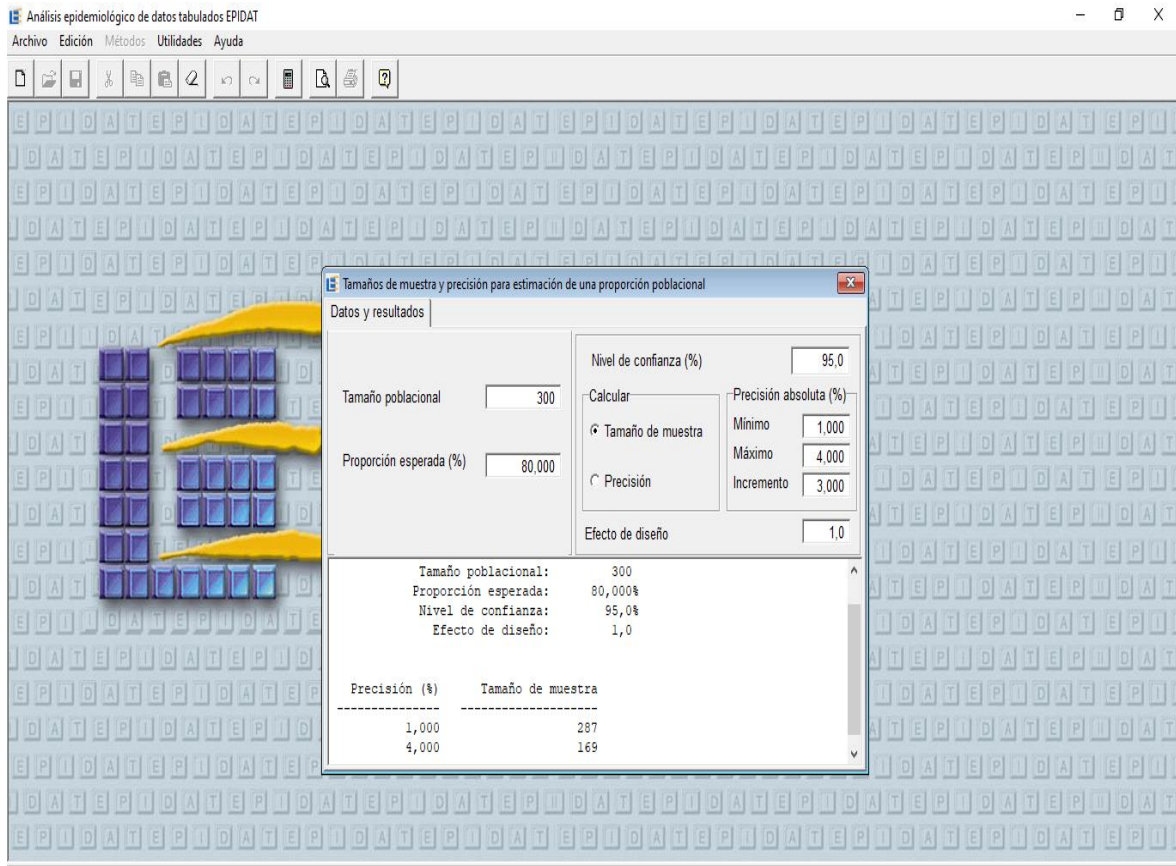 Análisis epidemiológico de datos tabulados EPIDAT
Archivo Edición Métodos Utilidades Ayuda
Tamaños de muestra y precisión para estimación de una proporción poblacional
Datos y resultados
Tamaño poblacional 300
Proporción esperada (%) 80,000
Nivel de confianza (%) 95,0
Calcular
Tamaño de muestra
Precisión
Precisión absoluta (%)
Mínimo 1,000
Máximo 4,000
Incremento 3,000
Efecto de diseño 1,0
Tamaño poblacional: 300
Proporción esperada: 80,000%
Nivel de confianza: 95,0%
Efecto de diseño: 1,0
Precisión (%) Tamaño de muestra
--------------- --------------------
1,000 287
4,000 169